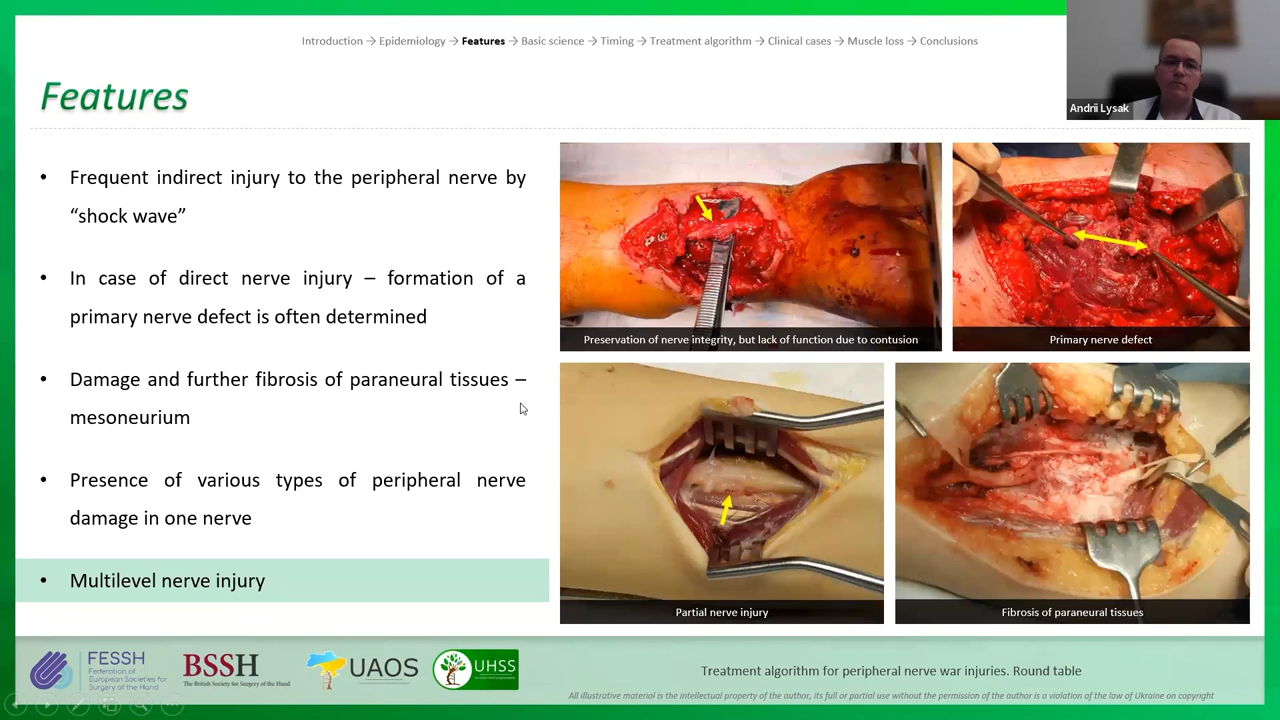 Introduction → Epidemiology → Features → Basic science → Timing → Treatment algorithm → Clinical cases → Muscle loss → Conclusions
Andrii Lysak
Features
• Frequent indirect injury to the peripheral nerve by
“shock wave”
• In case of direct nerve injury – formation of a
primary nerve defect is often determined
• Damage and further fibrosis of paraneural tissues –
mesoneurium
• Presence of various types of peripheral nerve
damage in one nerve
• Multilevel nerve injury
Preservation of nerve integrity, but lack of function due to contusion
Primary nerve defect
Partial nerve injury
Fibrosis of paraneural tissues
FESSH
Federation of
European Societies for
Surgery of the Hand
BSSH
The British Society for Surgery of the Hand
UAOS
UHSS
Treatment algorithm for peripheral nerve war injuries. Round table
All illustrative material is the intellectual property of the author, its full or partial use without the permission of the author is a violation of the law of Ukraine on copyright